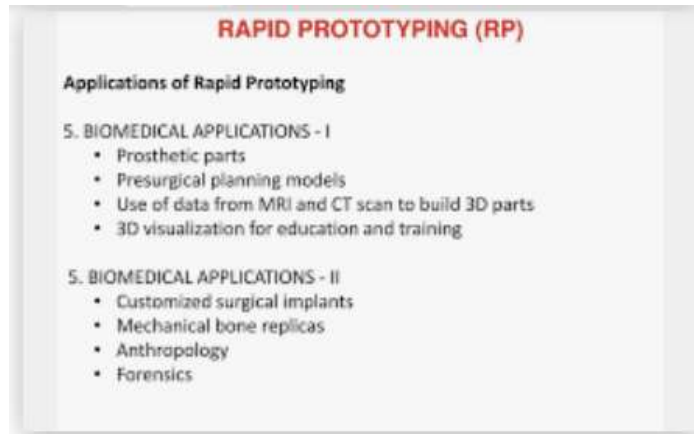 RAPID PROTOTYPING (RP)
Applications of Rapid Prototyping
5. BIOMEDICAL APPLICATIONS - I
• Prosthetic parts
• Presurgical planning models
• Use of data from MRI and CT scan to build 3D parts
• 3D visualization for education and training
5. BIOMEDICAL APPLICATIONS - II
• Customized surgical implants
• Mechanical bone replicas
• Anthropology
• Forensics